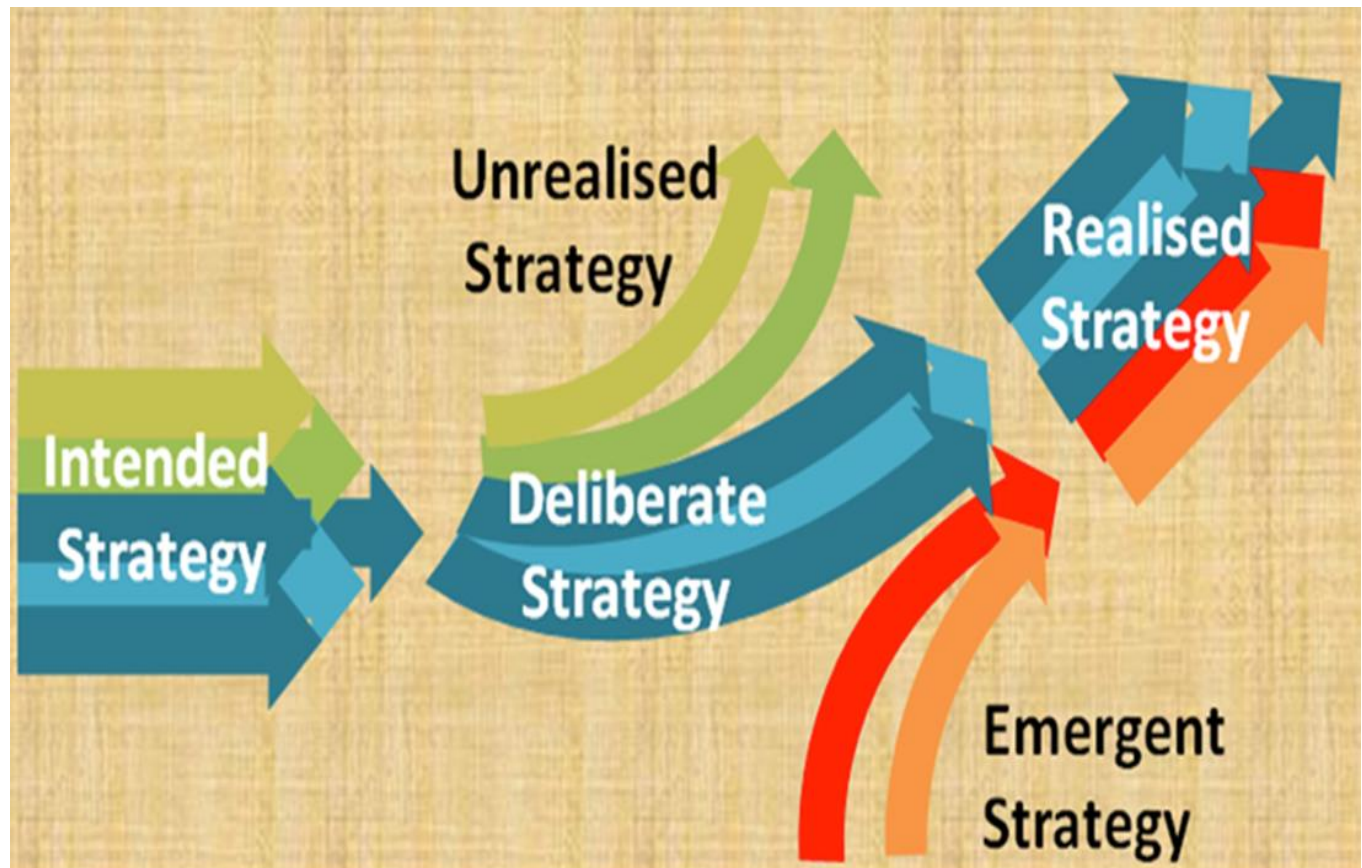 Intended
Strategy
Unrealised
Strategy
Deliberate
Strategy
Emergent
Strategy
Realised
Strategy